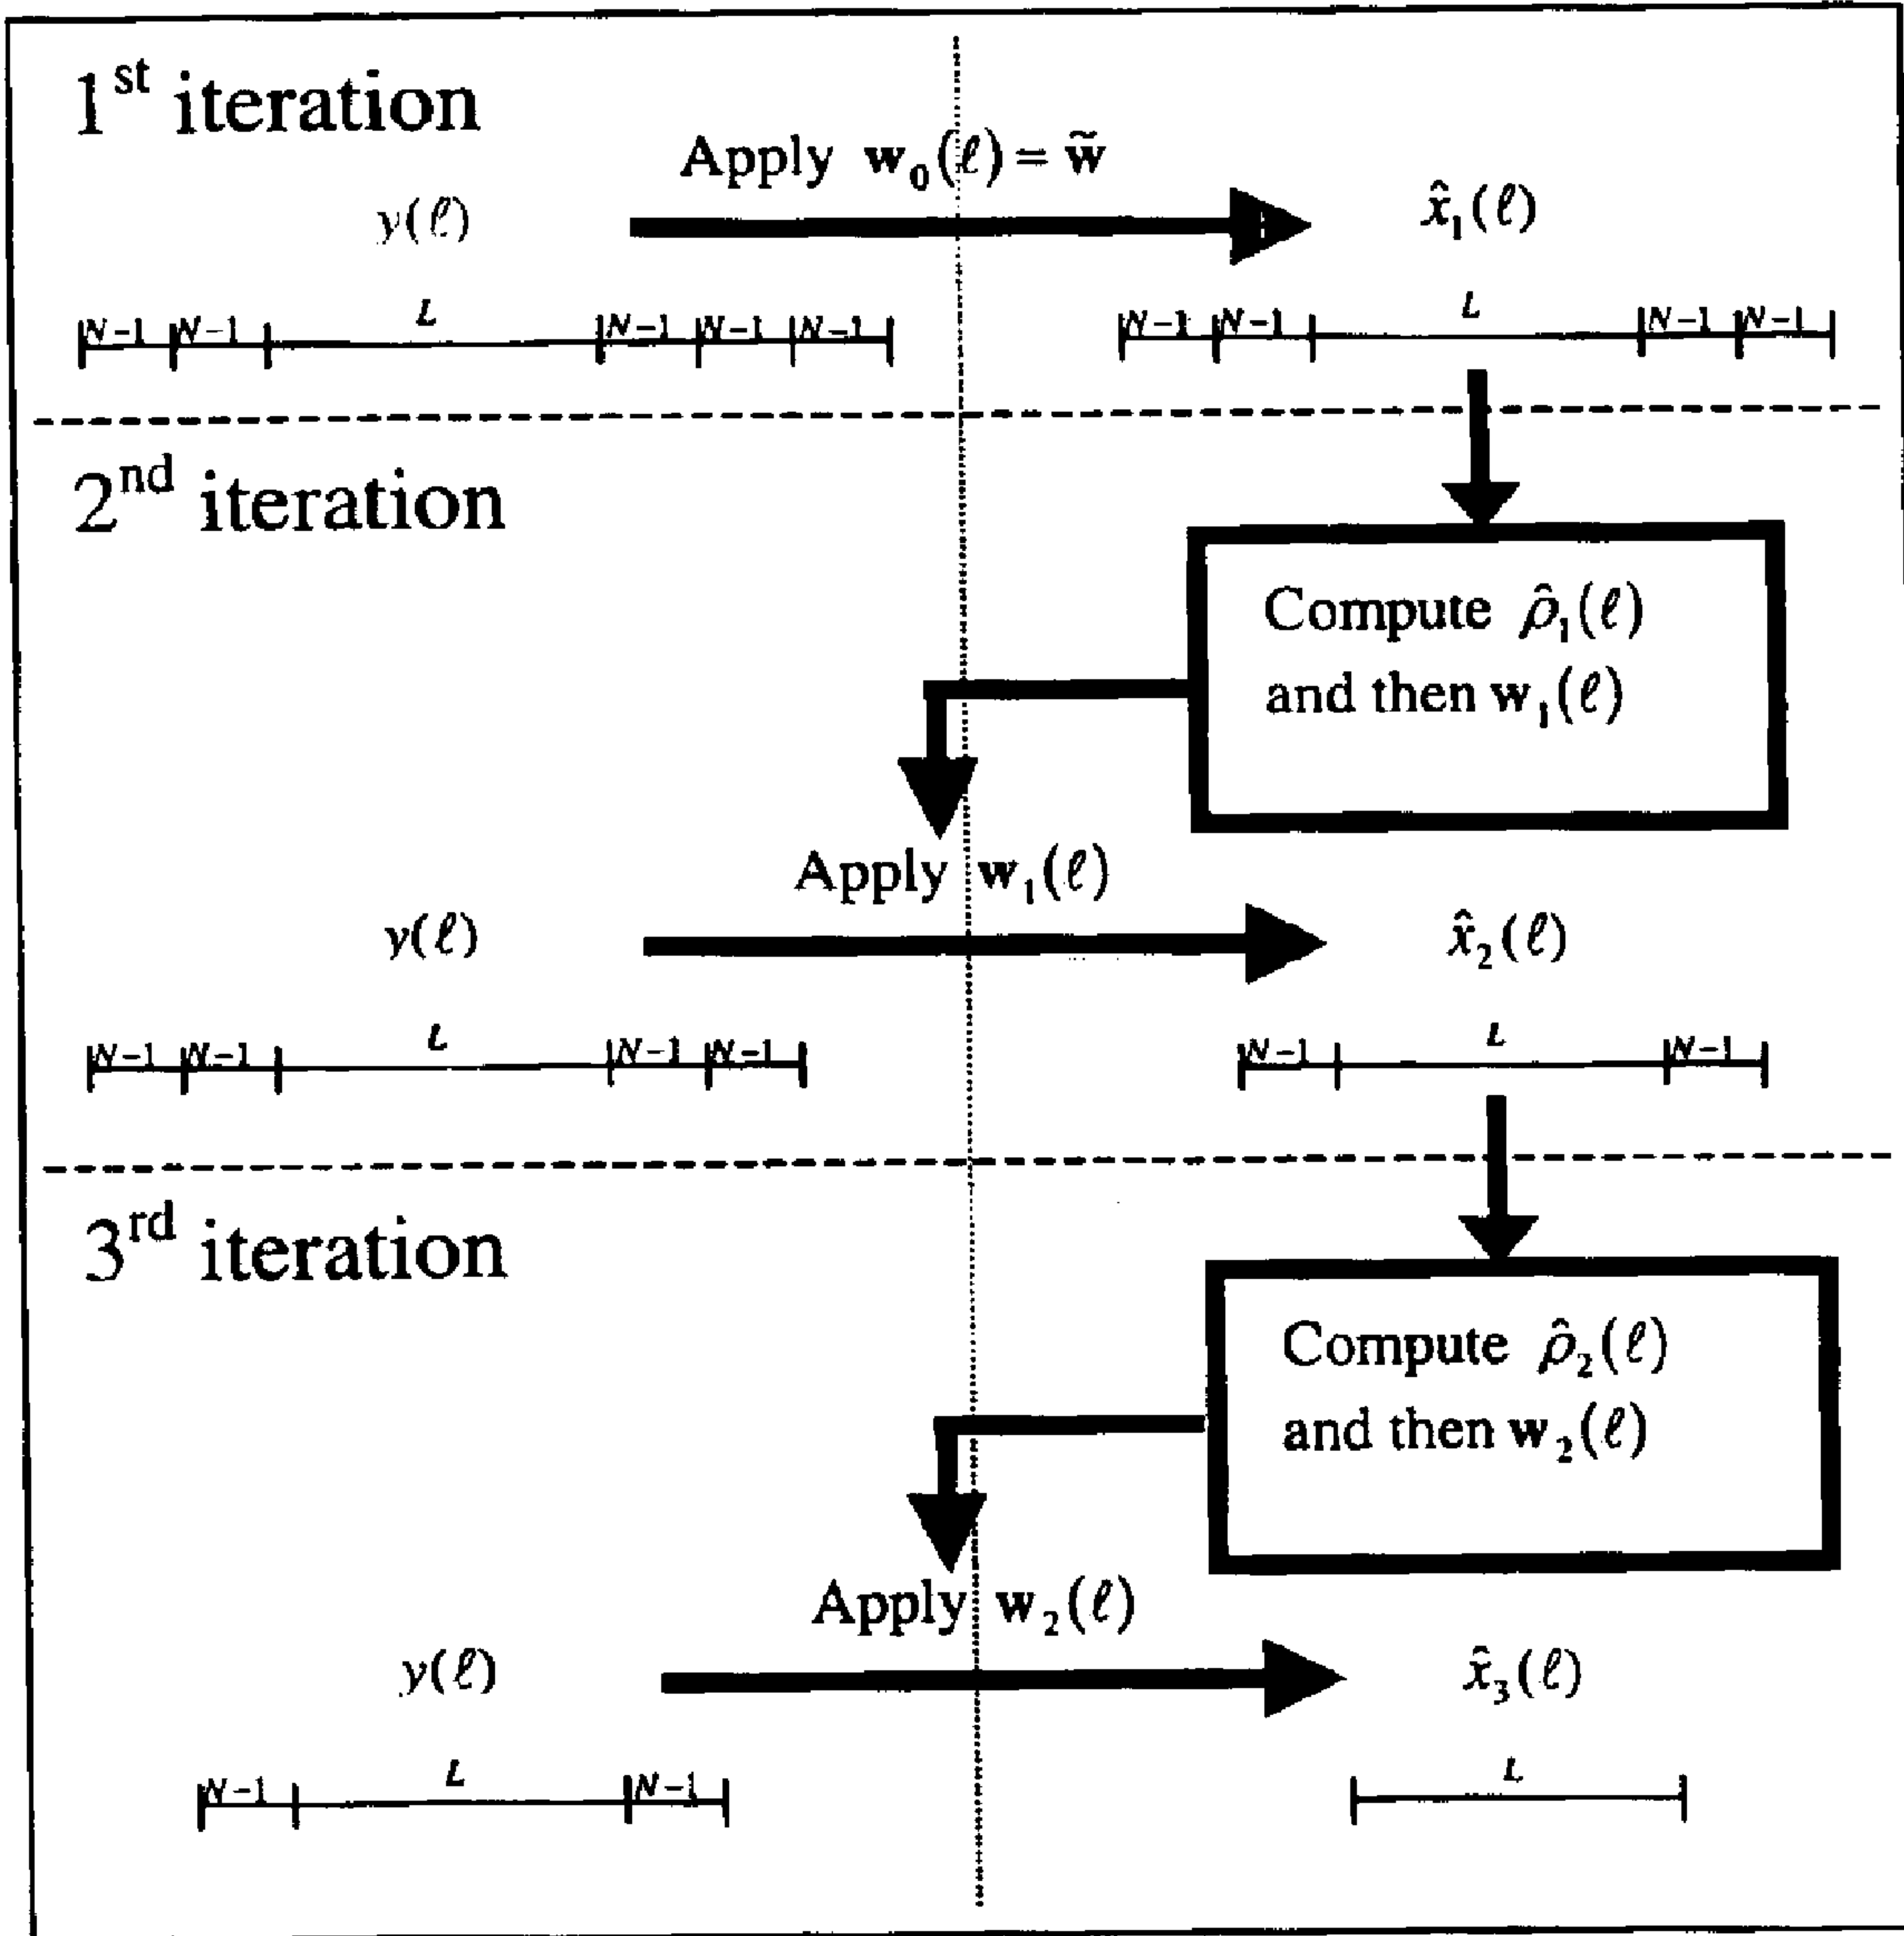 1st iteration
Apply w₀(ℓ) = w̃
y(ℓ)
x̂₁(ℓ)
N−1 N−1 L N−1 N−1 N−1
N−1 N−1 L N−1 N−1
2nd iteration
Compute ρ̂₁(ℓ)
and then w₁(ℓ)
Apply w₁(ℓ)
y(ℓ)
x̂₂(ℓ)
N−1 N−1 L N−1 N−1
N−1 L N−1
3rd iteration
Compute ρ̂₂(ℓ)
and then w₂(ℓ)
Apply w₂(ℓ)
y(ℓ)
x̂₃(ℓ)
N−1 L N−1
L